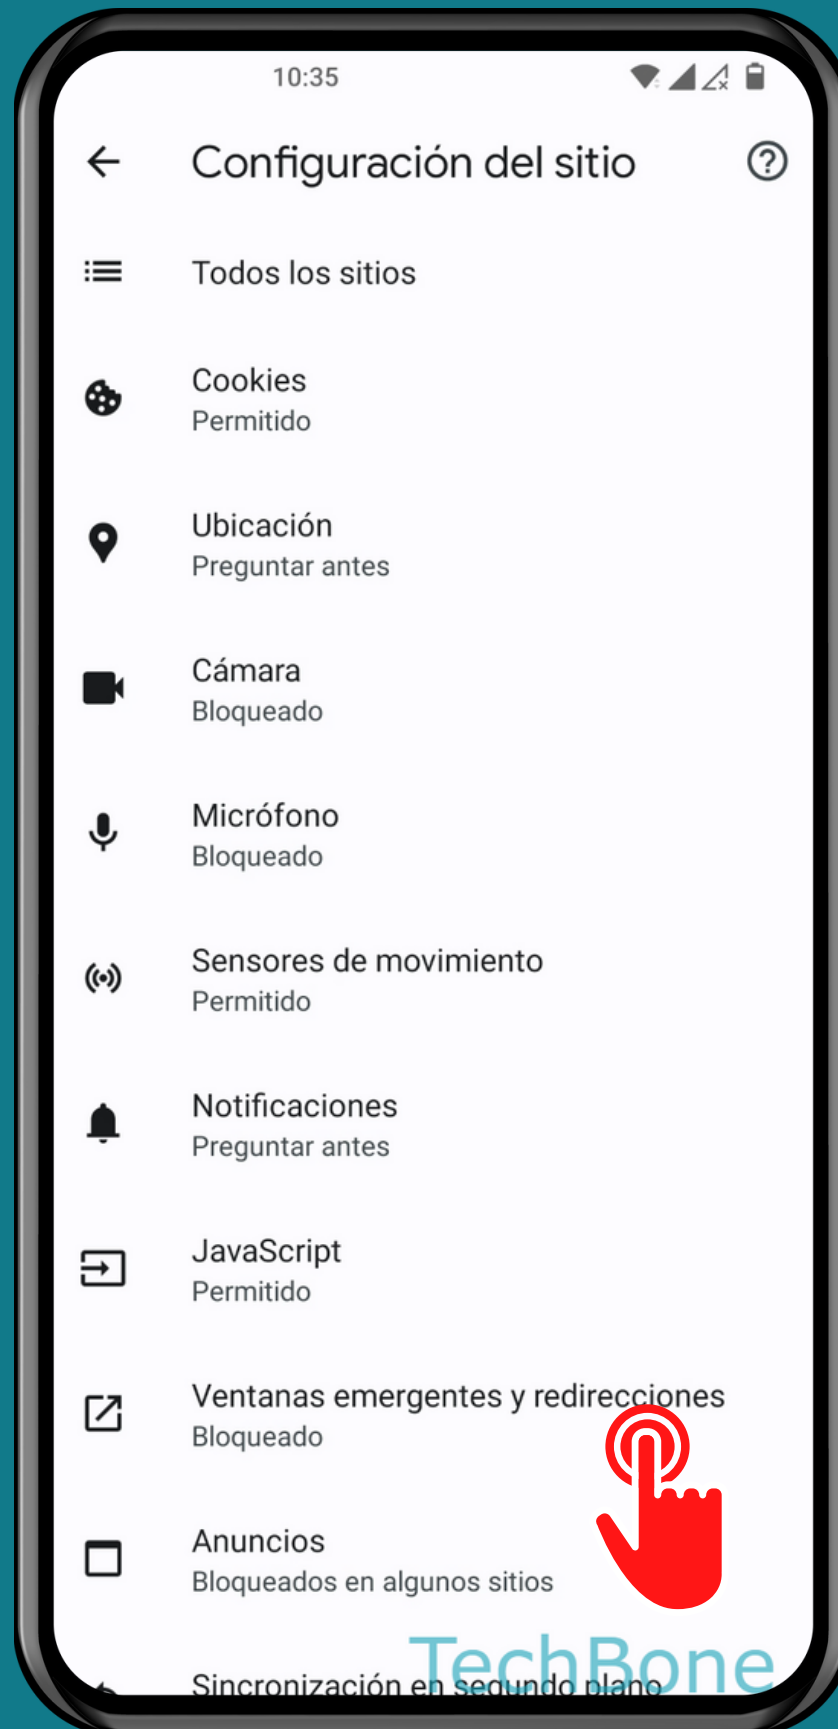 10:35
Configuración del sitio
Todos los sitios
Cookies
Permitido
Ubicación
Preguntar antes
Cámara
Bloqueado
Micrófono
Bloqueado
Sensores de movimiento
Permitido
Notificaciones
Preguntar antes
JavaScript
Permitido
Ventanas emergentes y redirecciones
Bloqueado
Anuncios
Bloqueados en algunos sitios
TechBone
Sincronización en segundo plano